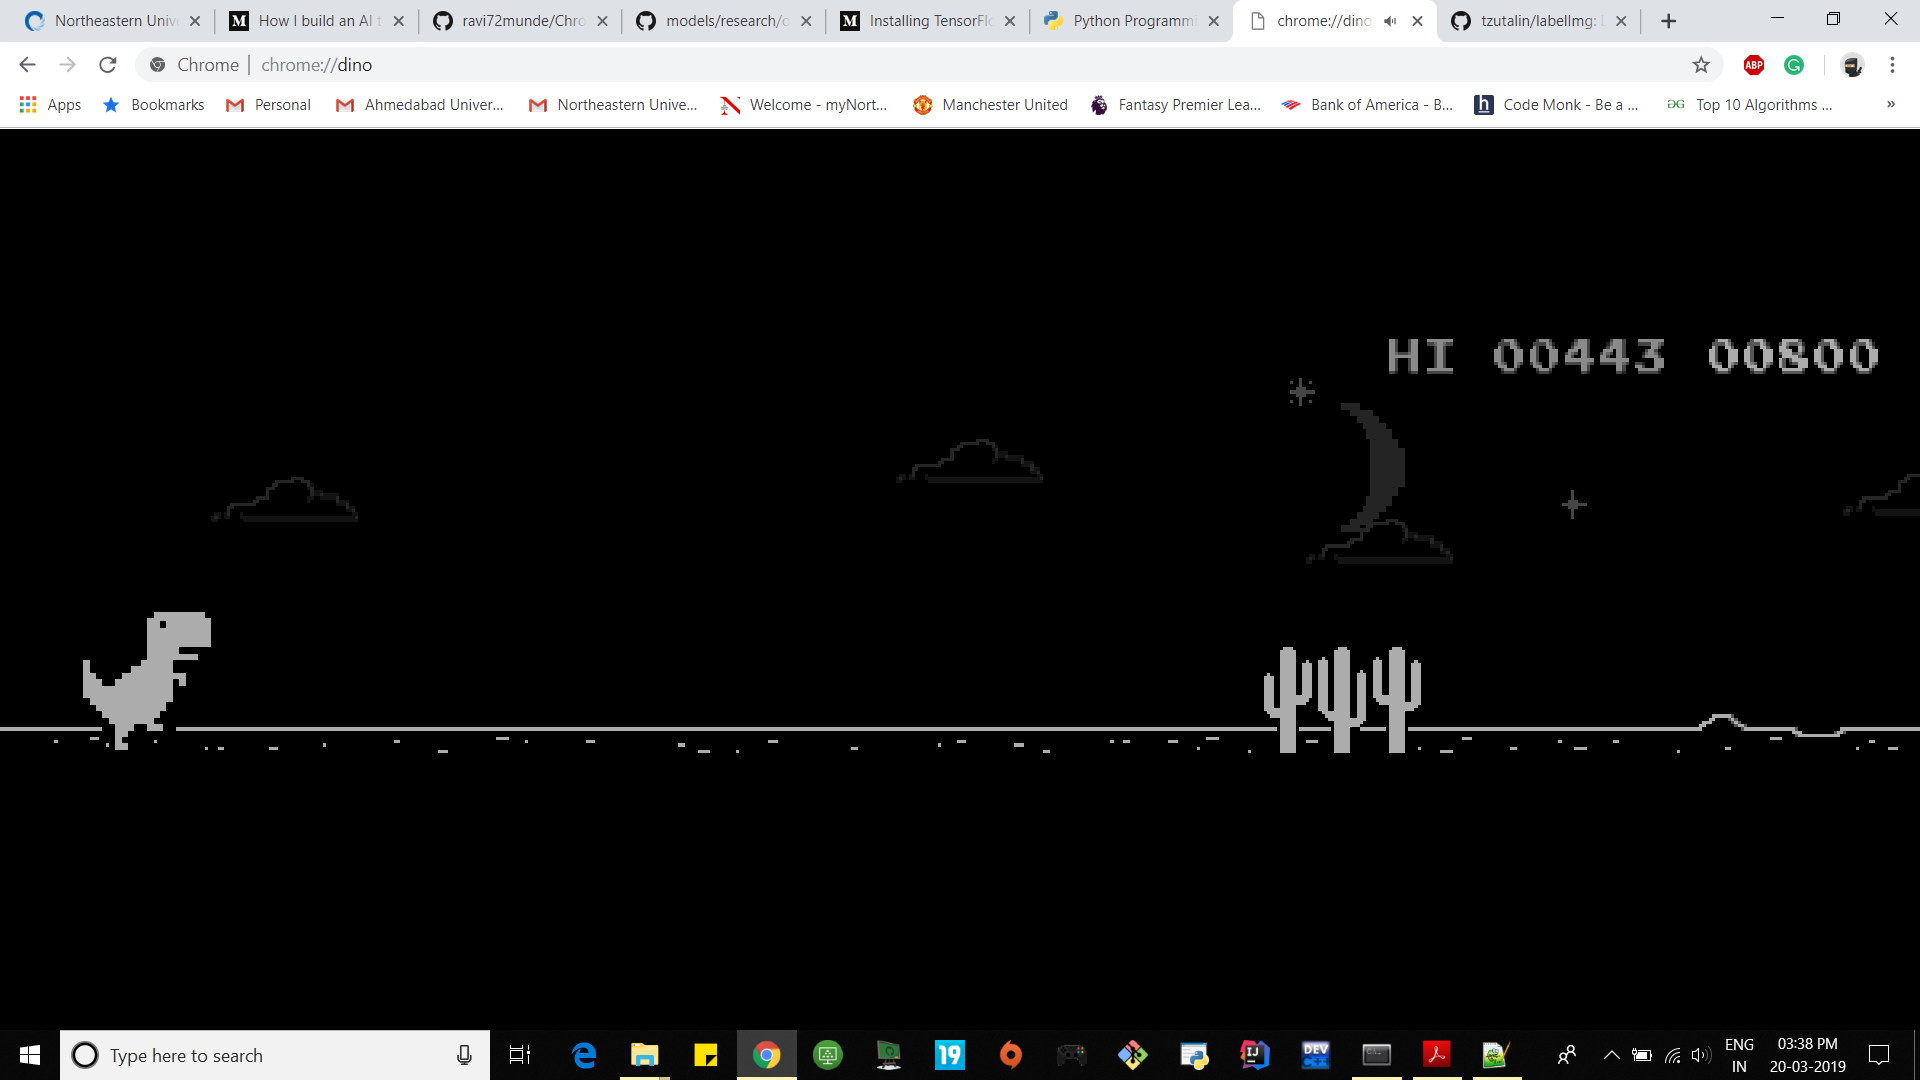 Northeastern Univ
How I build an AI t
ravi72munde/Chro
models/research/o
Installing TensorFlo
Python Programmi
chrome://dino
tzutalin/labelImg: L
Chrome | chrome://dino
ABP
G
Apps
Bookmarks
Personal
Ahmedabad Univer...
Northeastern Unive...
Welcome - myNort...
Manchester United
Fantasy Premier Lea...
Bank of America - B...
h
Code Monk - Be a ...
Top 10 Algorithms ...
»
HI 00443 00800
Type here to search
19
IJ
DEV
ENG
IN
03:38 PM
20-03-2019